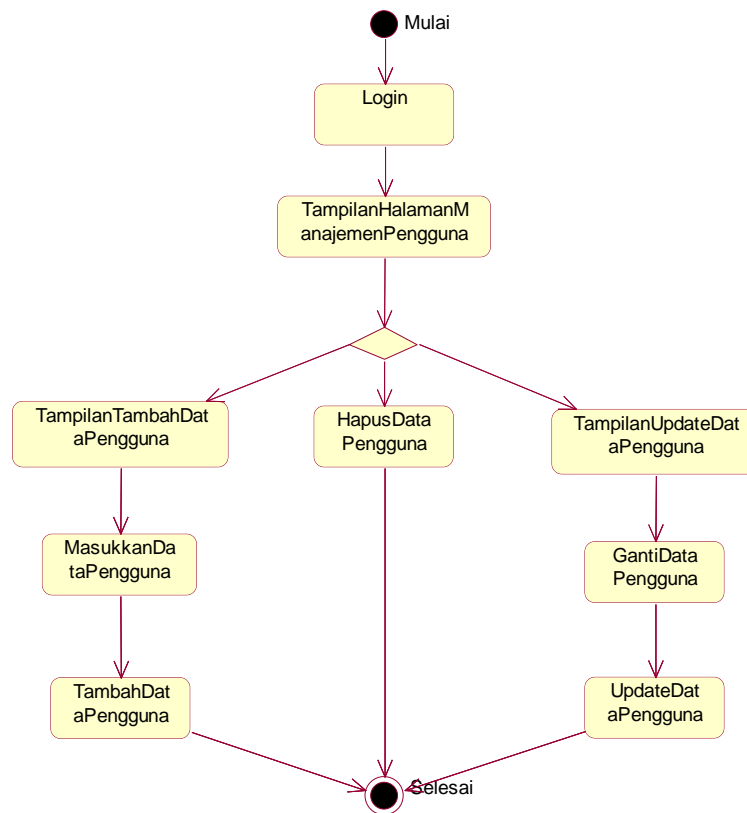 Mulai
Login
TampilanHalamanM
anajemenPengguna
TampilanTambahDat
aPengguna
HapusData
Pengguna
TampilanUpdateDat
aPengguna
MasukkanDa
taPengguna
GantiData
Pengguna
TambahDat
aPengguna
UpdateDat
aPengguna
Selesai